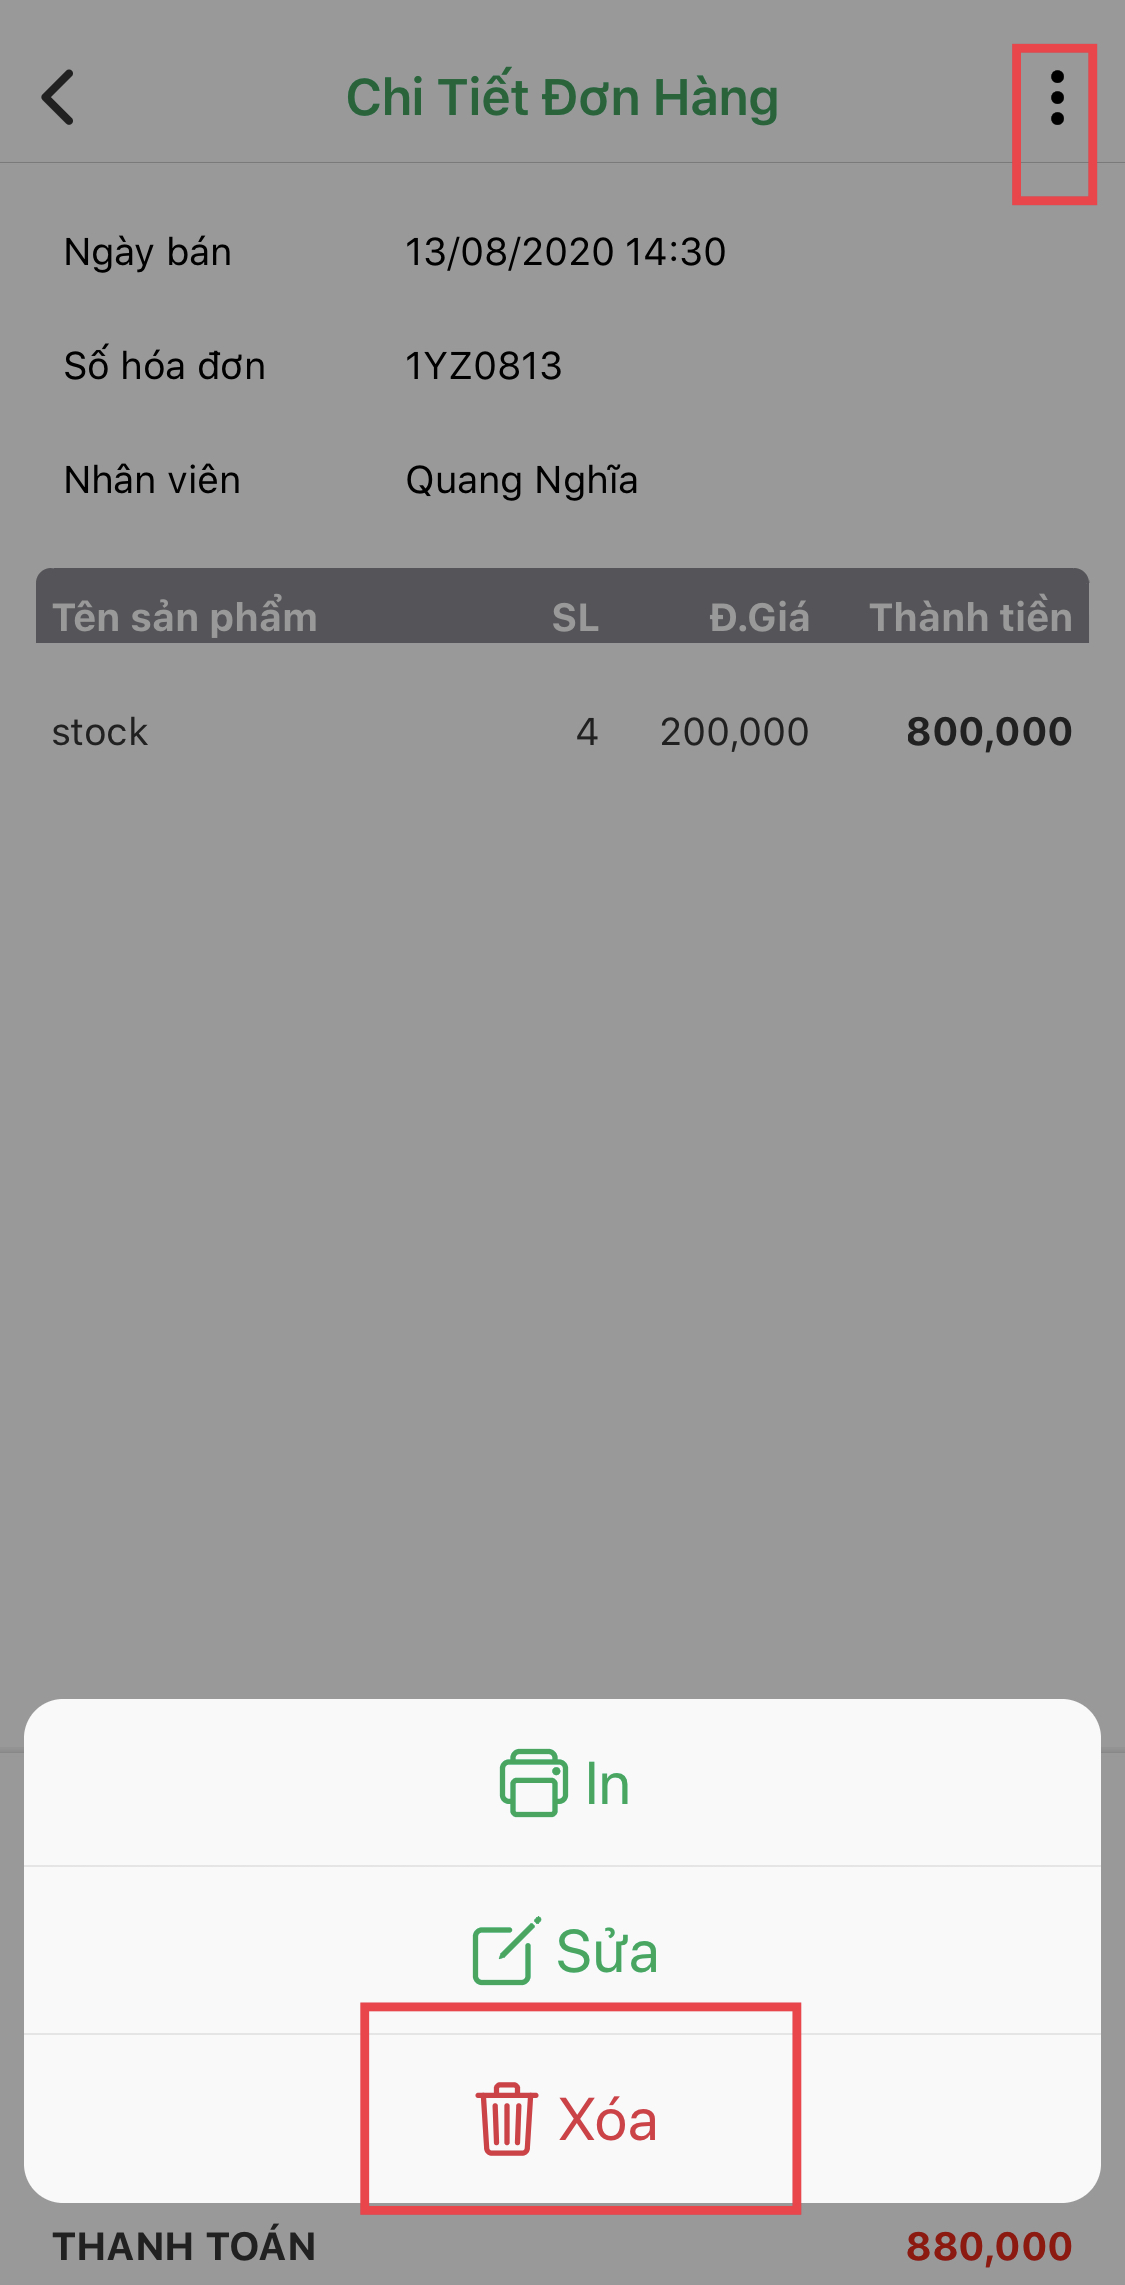 Chi Tiết Đơn Hàng
Ngày bán 13/08/2020 14:30
Số hóa đơn 1YZ0813
Nhân viên Quang Nghĩa
Tên sản phẩm SL Đ.Giá Thành tiền
stock 4 200,000 800,000
In
Sửa
Xóa
THANH TOÁN 880,000